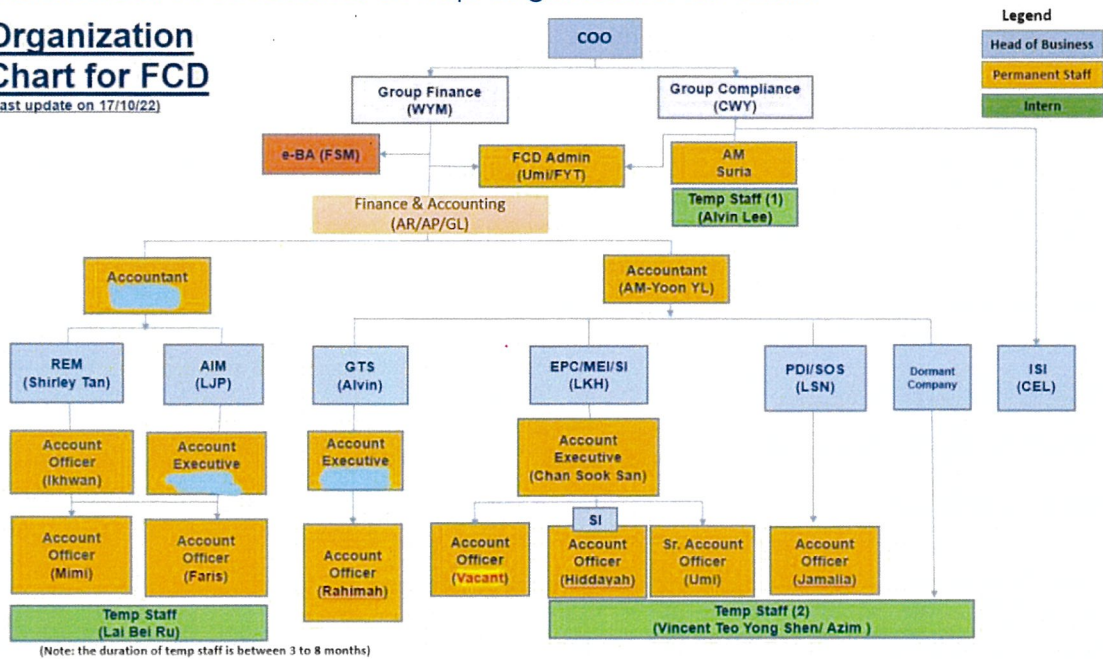 Organization
Chart for FCD
last update on 17/10/22)
COO
Legend
Head of Business
Permanent Staff
Intern
Group Finance
(WYM)
Group Compliance
(CWY)
e-BA (FSM)
FCD Admin
(Umi/FYT)
AM
Suria
Temp Staff (1)
(Alvin Lee)
Finance & Accounting
(AR/AP/GL)
Accountant
Accountant
(AM-Yoon YL)
REM
(Shirley Tan)
AIM
(LJP)
GTS
(Alvin)
EPC/MEI/SI
(LKH)
PDI/SOS
(LSN)
Dormant
Company
ISI
(CEL)
Account
Officer
(Ikhwan)
Account
Executive
Account
Executive
Account
Executive
(Chan Sook San)
Account
Officer
(Mimi)
Account
Officer
(Faris)
Account
Officer
(Rahimah)
Account
Officer
(Vacant)
SI
Account
Officer
(Hiddayah)
Sr. Account
Officer
(Umi)
Account
Officer
(Jamalia)
Temp Staff
(Lai Bei Ru)
Temp Staff (2)
(Vincent Teo Yong Shen/ Azim )
(Note: the duration of temp staff is between 3 to 8 months)